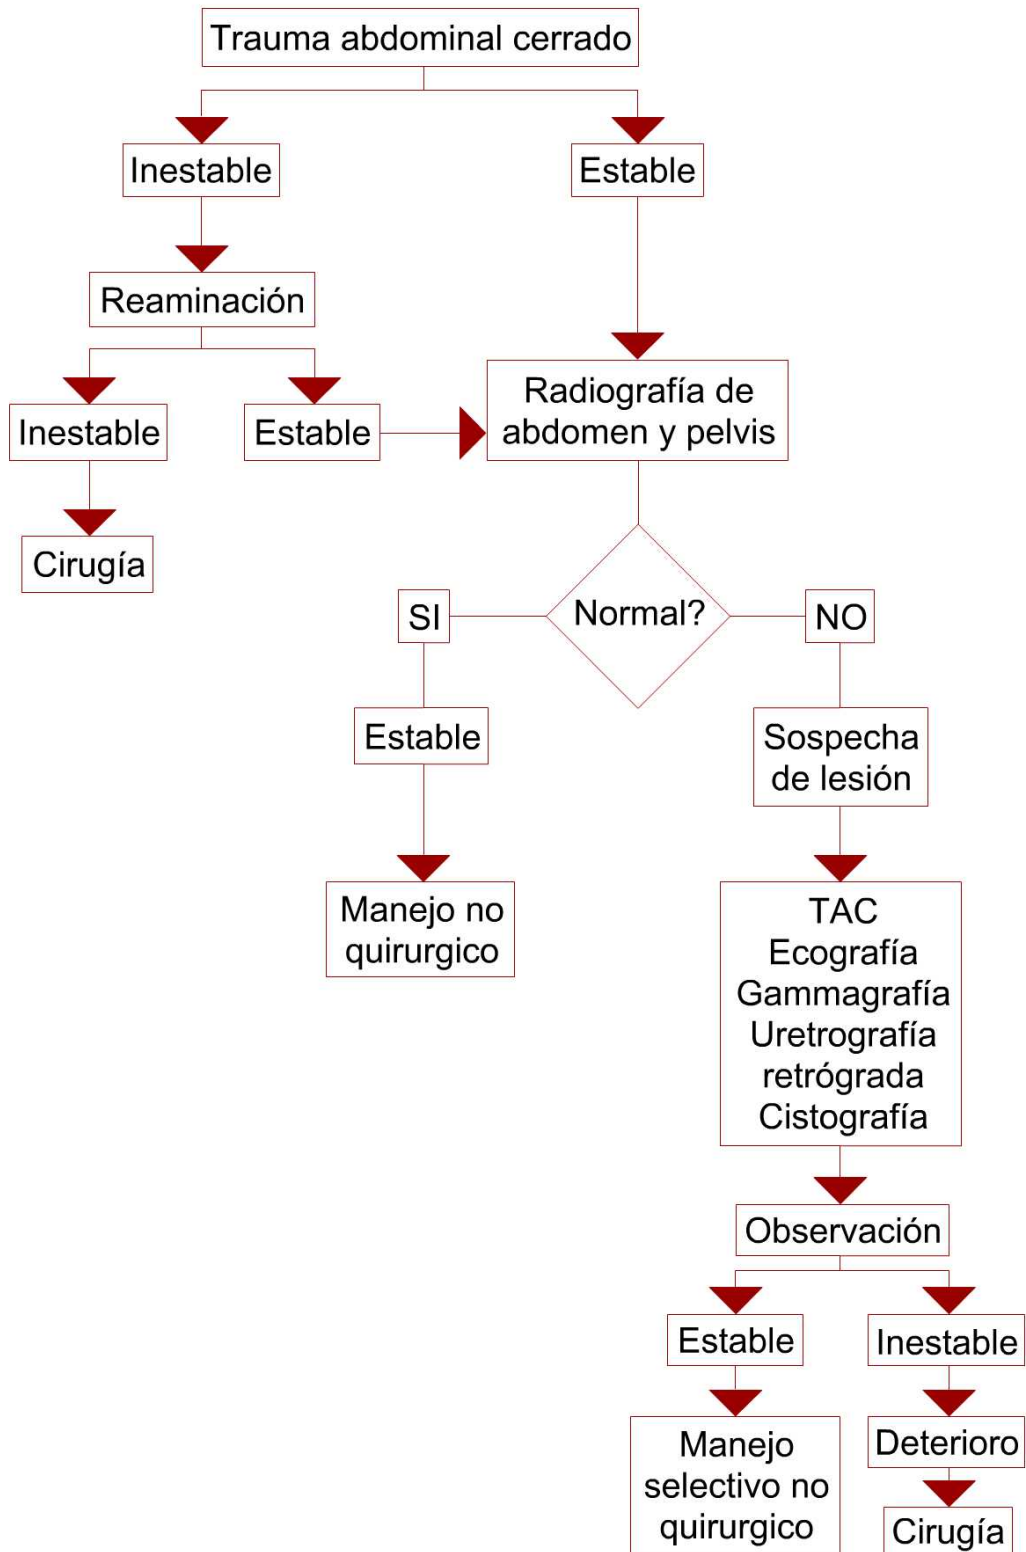 Trauma abdominal cerrado
Inestable
Estable
Reaminación
Inestable
Estable
Radiografía de
abdomen y pelvis
Cirugía
SI
Normal?
NO
Estable
Sospecha
de lesión
Manejo no
quirurgico
TAC
Ecografía
Gammagrafía
Uretrografía
retrógrada
Cistografía
Observación
Estable
Inestable
Manejo
selectivo no
quirurgico
Deterioro
Cirugía